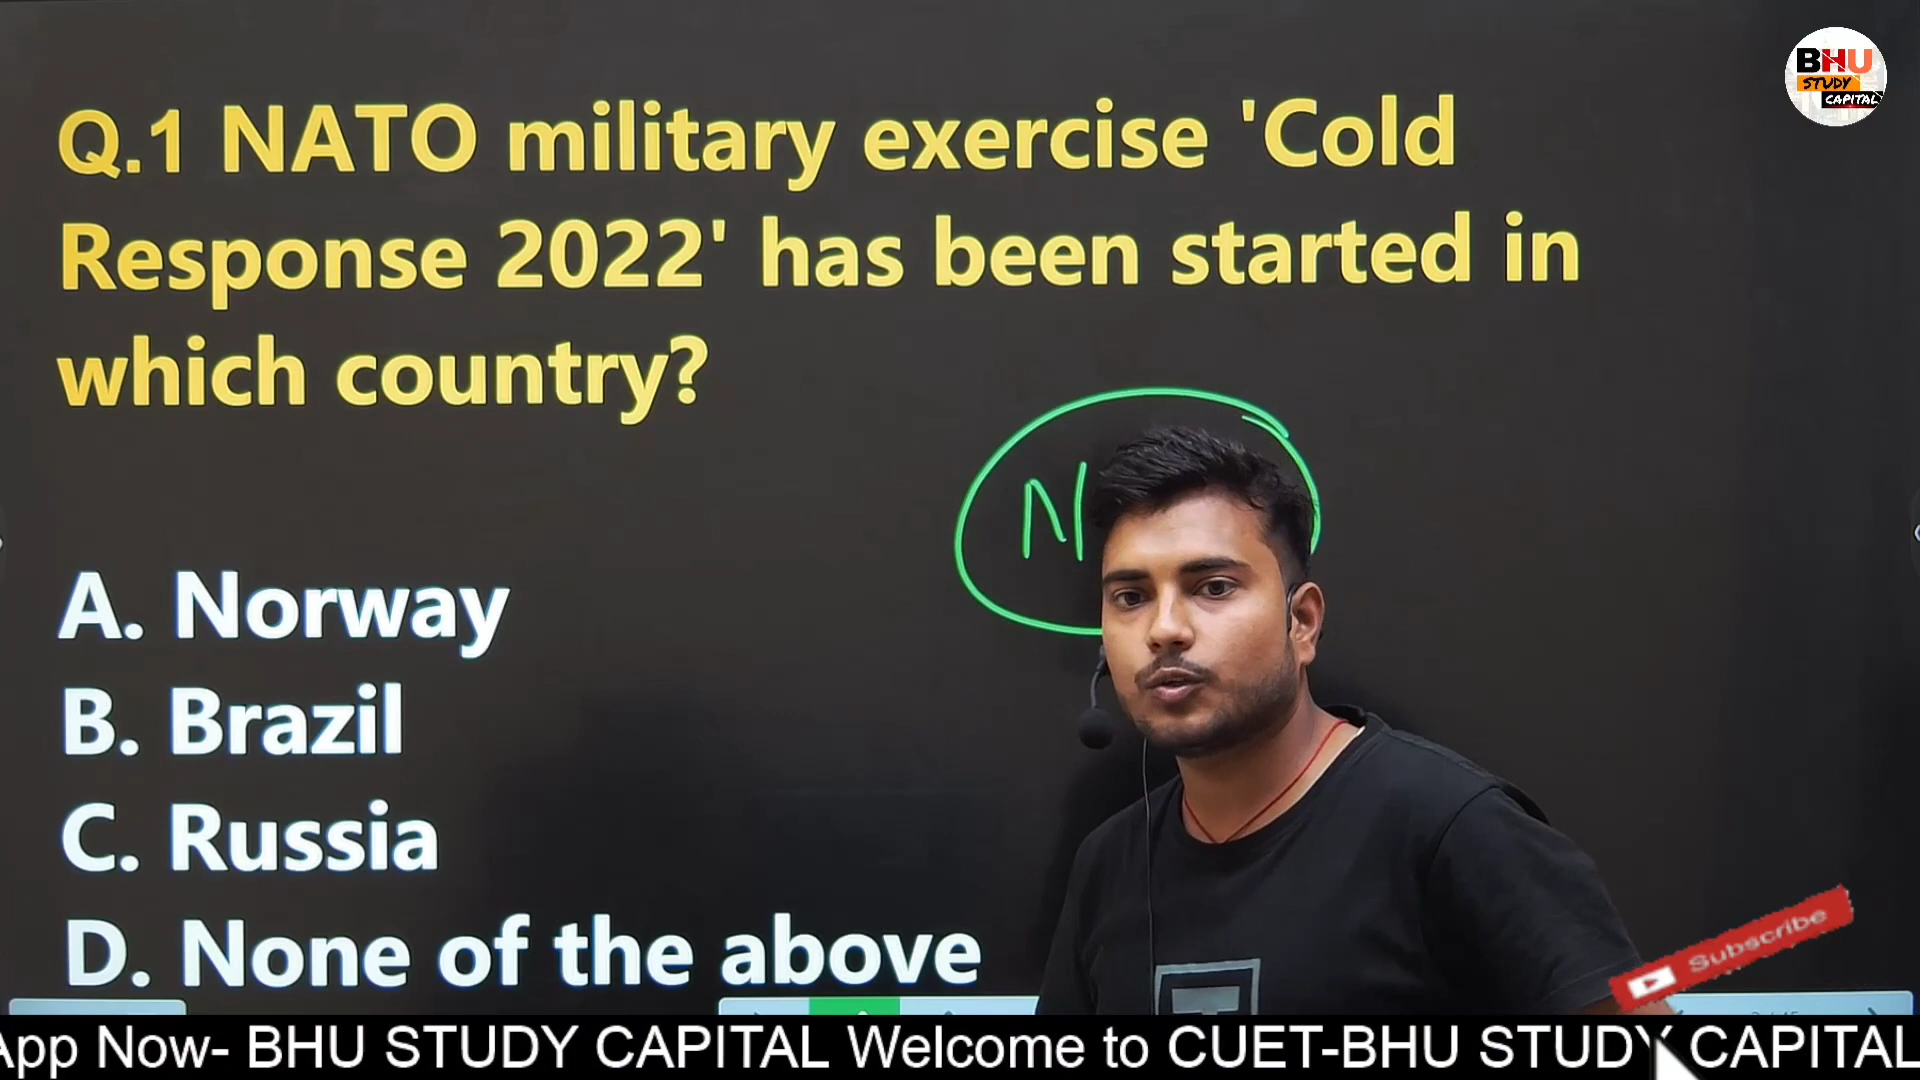 BHU
STUDY
CAPITAL
Q.1 NATO military exercise 'Cold
Response 2022' has been started in
which country?
N
A. Norway
B. Brazil
C. Russia
D. None of the above
Subscribe
App Now- BHU STUDY CAPITAL Welcome to CUET-BHU STUDY CAPITAL